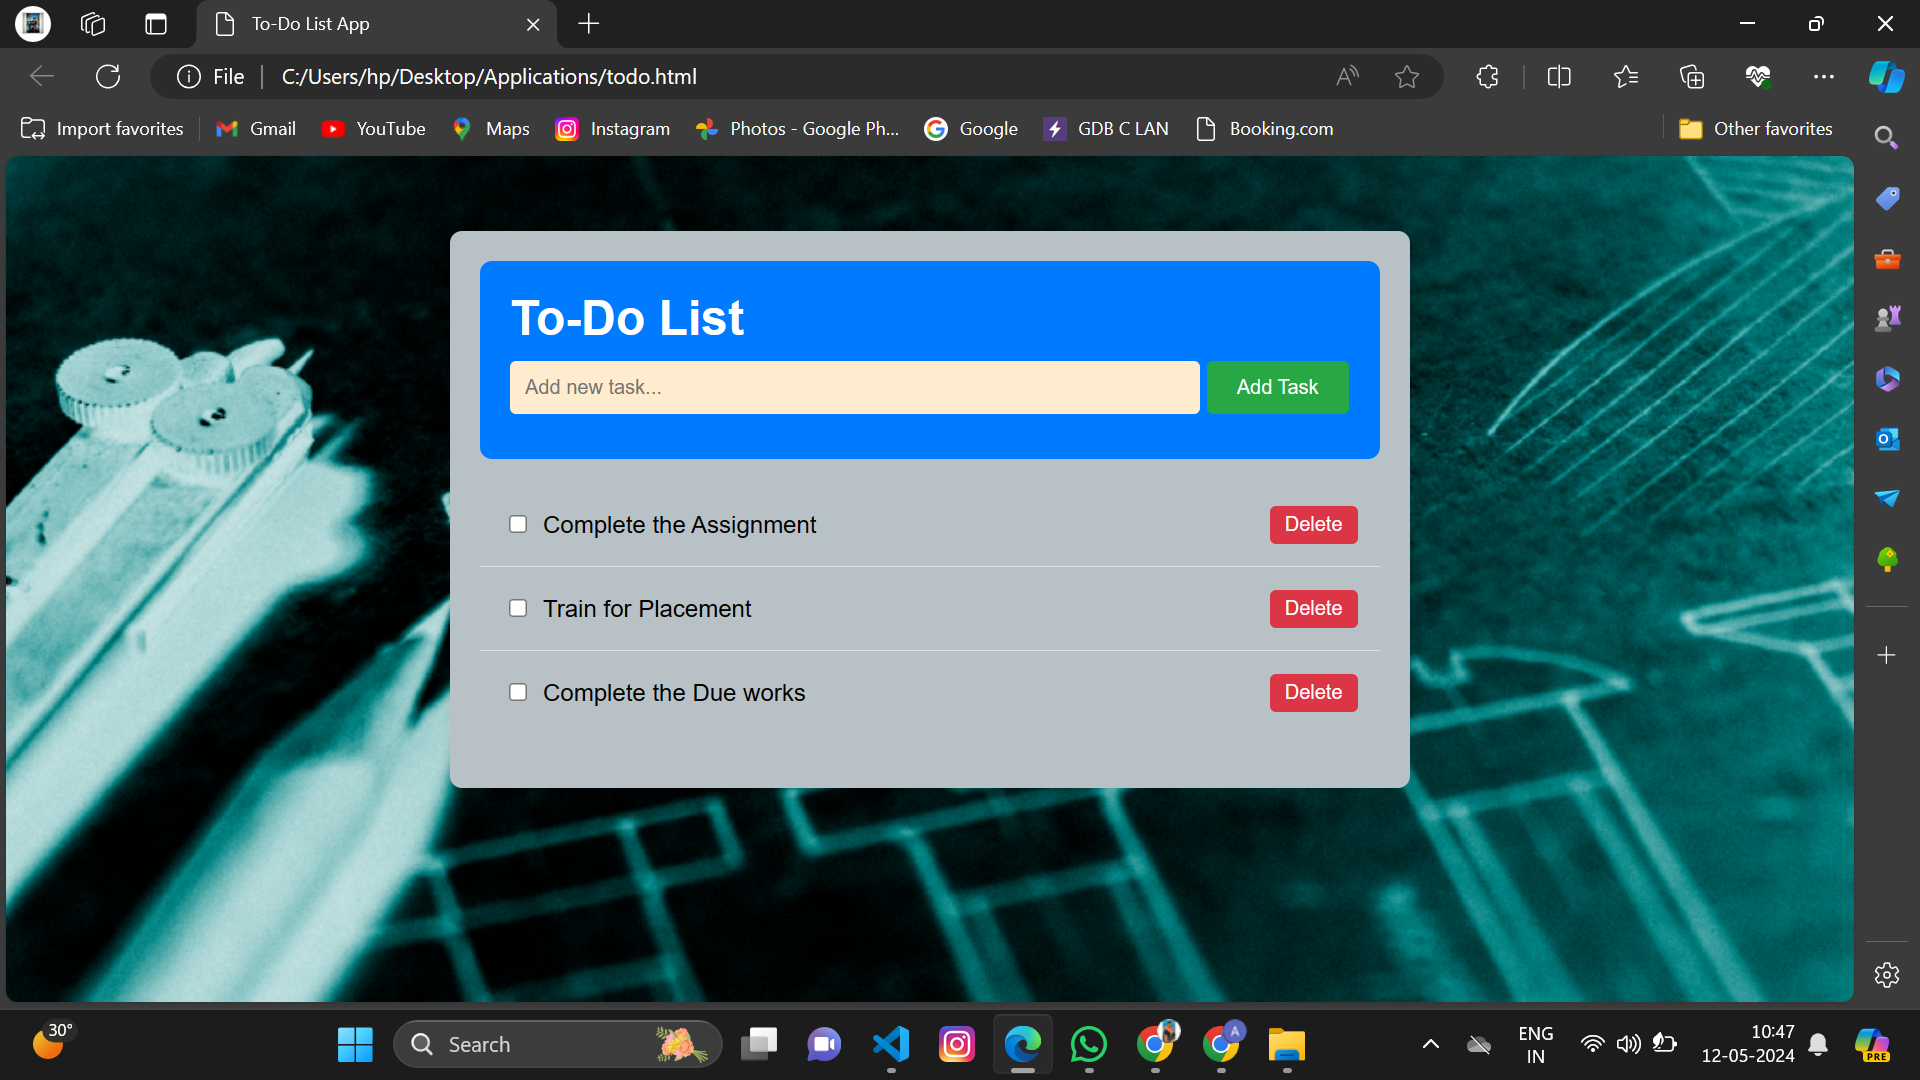 To-Do List App
File
C:/Users/hp/Desktop/Applications/todo.html
Import favorites
Gmail
YouTube
Maps
Instagram
Photos - Google Ph...
Google
GDB C LAN
Booking.com
Other favorites
To-Do List
Add new task...
Add Task
Complete the Assignment
Delete
Train for Placement
Delete
Complete the Due works
Delete
30°
Search
A
ENG
IN
10:47
12-05-2024
PRE